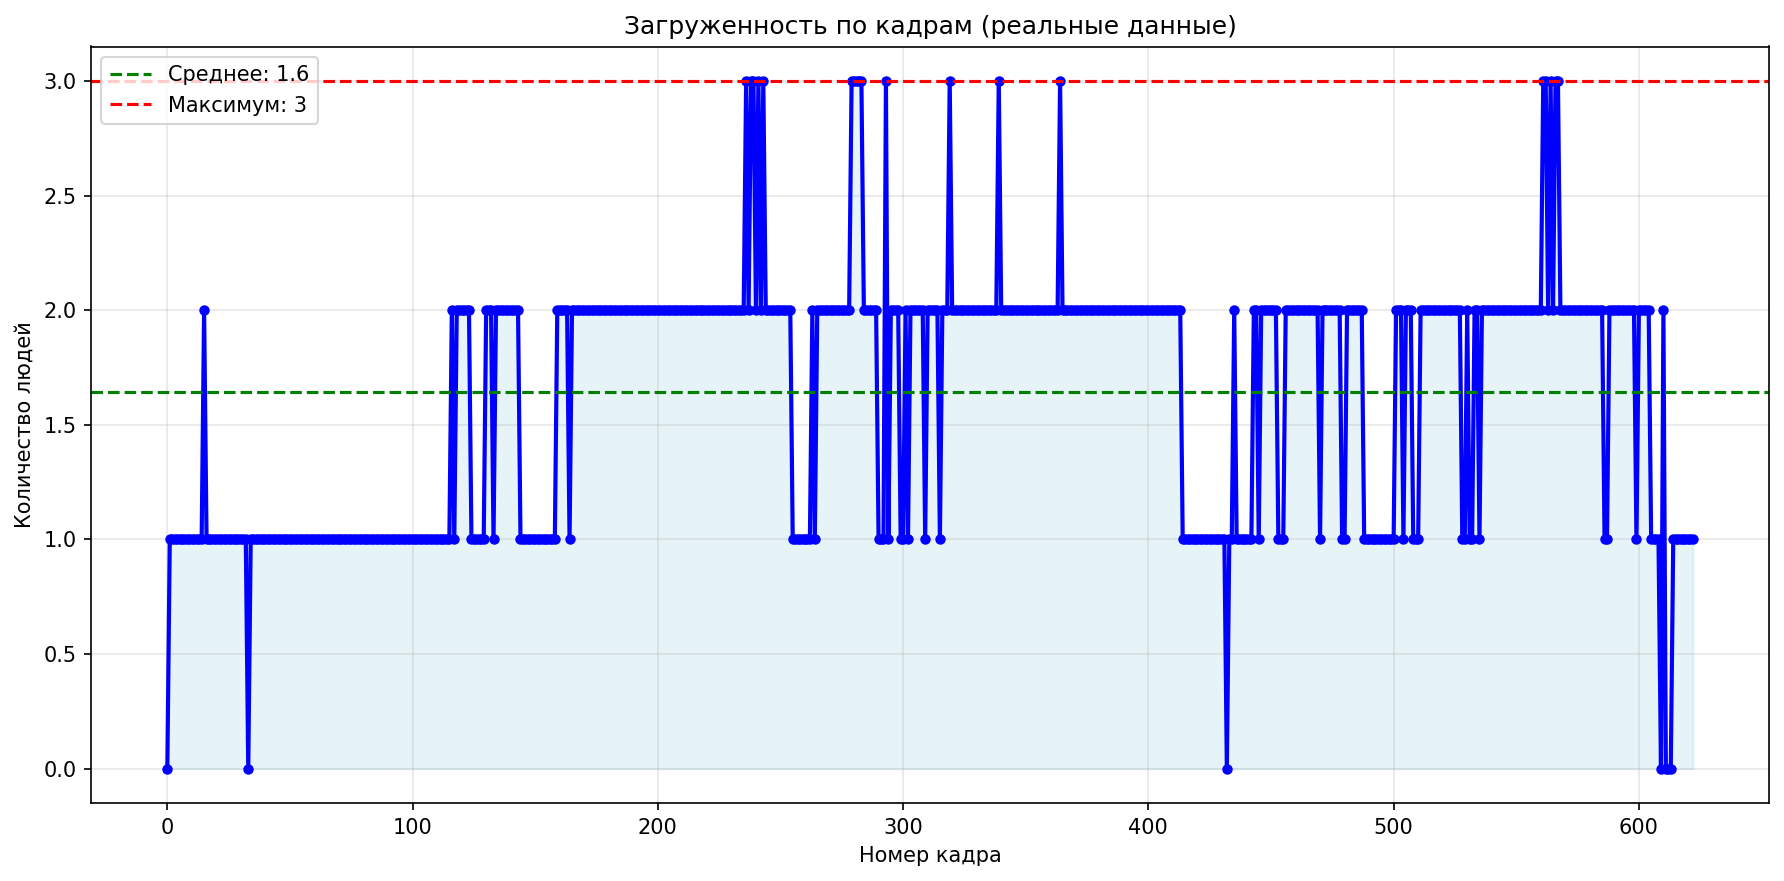 Загруженность по кадрам (реальные данные)
Среднее: 1.6
Максимум: 3
Количество людей
3.0
2.5
2.0
1.5
1.0
0.5
0.0
0 100 200 300 400 500 600
Номер кадра